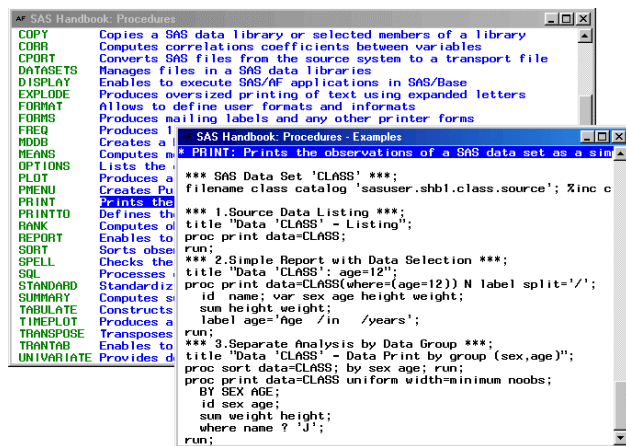 AF SAS Handbook: Procedures
COPY Copies a SAS data library or selected members of a library
CORR Computes correlations coefficients between variables
CPORT Converts SAS files from the source system to a transport file
DATASETS Manages files in a SAS data libraries
DISPLAY Enables to execute SAS/AF applications in SAS/Base
EXPLODE Produces oversized printing of text using expanded letters
FORMAT Allows to define user formats and informats
FORMS Produces mailing labels and any other printer forms
FREQ Produces
MDDB Creates a
MEANS Computes
OPTIONS Lists the
PLOT Produces a
PMENU Creates
PRINT Prints the
PRINTTO Defines
RANK Computes
REPORT Enables to
SORT Sorts
SPELL Checks the
SQL Processes
STANDARD
SUMMARY Computes
TABULATE Constructs
TIMEPLOT Produces a
TRANSPOSE Transposes
TRANTAB Enables to
UNIVARIATE Provides
AF SAS Handbook: Procedures - Examples
* PRINT: Prints the observations of a SAS data set as a sim
*** SAS Data Set 'CLASS' ***;
filename class catalog 'sasuser.shb1.class.source'; %inc c
*** 1.Source Data Listing ***;
title "Data 'CLASS' - Listing";
proc print data=CLASS;
run;
*** 2.Simple Report with Data Selection ***;
title "Data 'CLASS': age=12";
proc print data=CLASS(where=(age=12)) N label split='/';
id name; var sex age height weight;
sum height weight;
label age='Age /in /years';
run;
*** 3.Separate Analysis by Data Group ***;
title "Data 'CLASS' - Data Print by group (sex,age)";
proc sort data=CLASS; by sex age; run;
proc print data=CLASS uniform width=minimum noobs;
BY SEX AGE;
id sex age;
sum weight height;
where name ? 'J';
run;